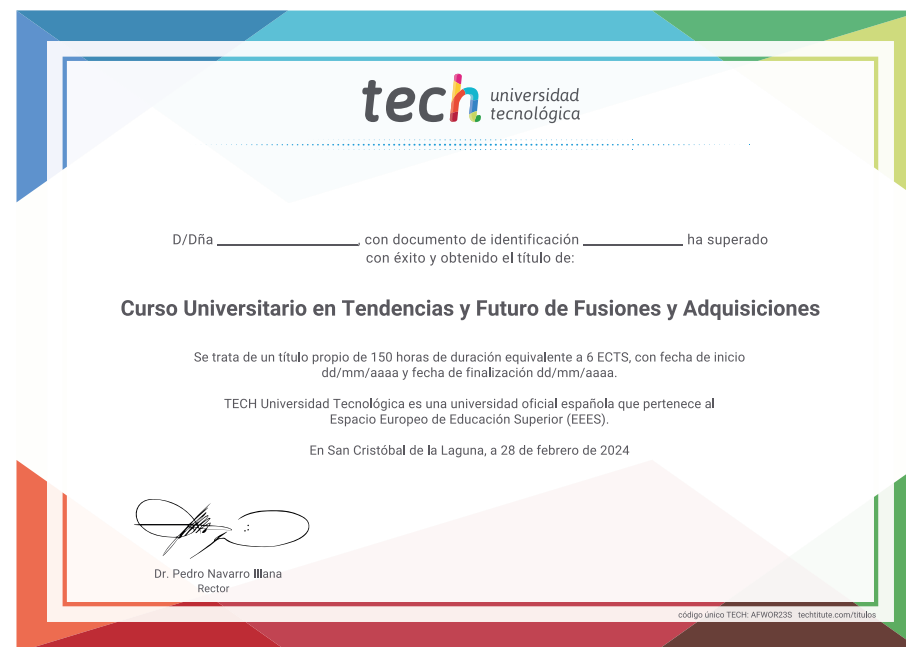 tech universidad
tecnológica
D/Dña ____________________, con documento de identificación ______________ ha superado
con éxito y obtenido el título de:
Curso Universitario en Tendencias y Futuro de Fusiones y Adquisiciones
Se trata de un título propio de 150 horas de duración equivalente a 6 ECTS, con fecha de inicio
dd/mm/aaaa y fecha de finalización dd/mm/aaaa.
TECH Universidad Tecnológica es una universidad oficial española que pertenece al
Espacio Europeo de Educación Superior (EEES).
En San Cristóbal de la Laguna, a 28 de febrero de 2024
Dr. Pedro Navarro Illana
Rector
código único TECH: AFWOR23S techtitute.com/titulos